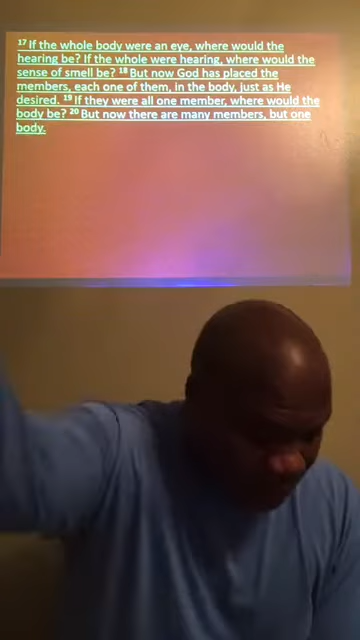 17 If the whole body were an eye, where would the
hearing be? If the whole were hearing, where would the
sense of smell be? 18 But now God has placed the
members, each one of them, in the body, just as He
desired. 19 If they were all one member, where would the
body be? 20 But now there are many members, but one
body.